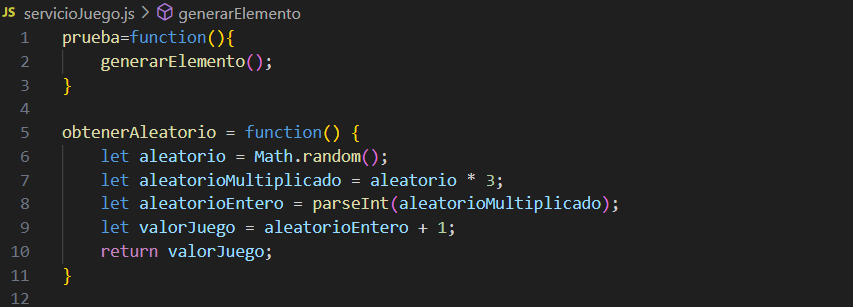 JS servicioJuego.js > generarElemento
1 prueba=function(){
2 generarElemento();
3 }
4
5 obtenerAleatorio = function() {
6 let aleatorio = Math.random();
7 let aleatorioMultiplicado = aleatorio * 3;
8 let aleatorioEntero = parseInt(aleatorioMultiplicado);
9 let valorJuego = aleatorioEntero + 1;
10 return valorJuego;
11 }
12